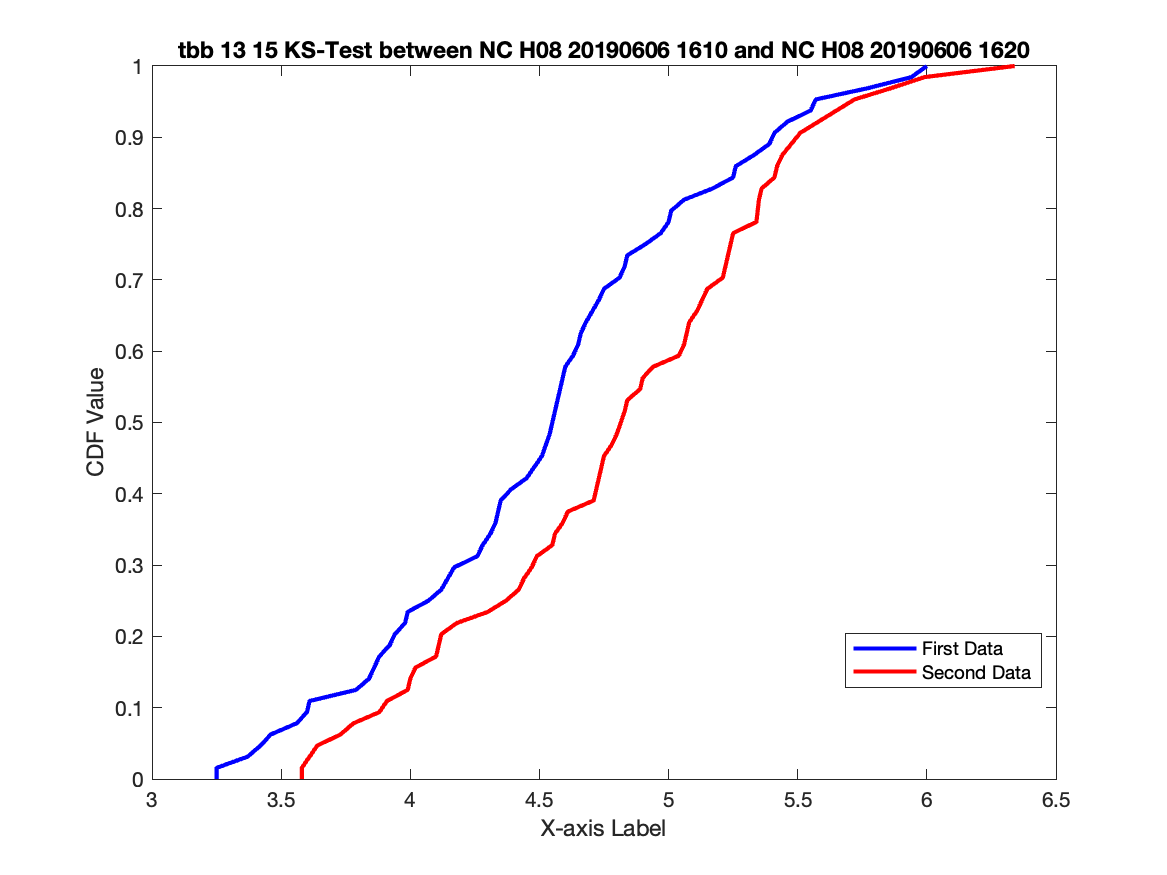 tbb 13 15 KS-Test between NC H08 20190606 1610 and NC H08 20190606 1620
1
0.9
0.8
0.7
0.6
0.5
0.4
0.3
0.2
0.1
0
CDF Value
First Data
Second Data
3 3.5 4 4.5 5 5.5 6 6.5
X-axis Label